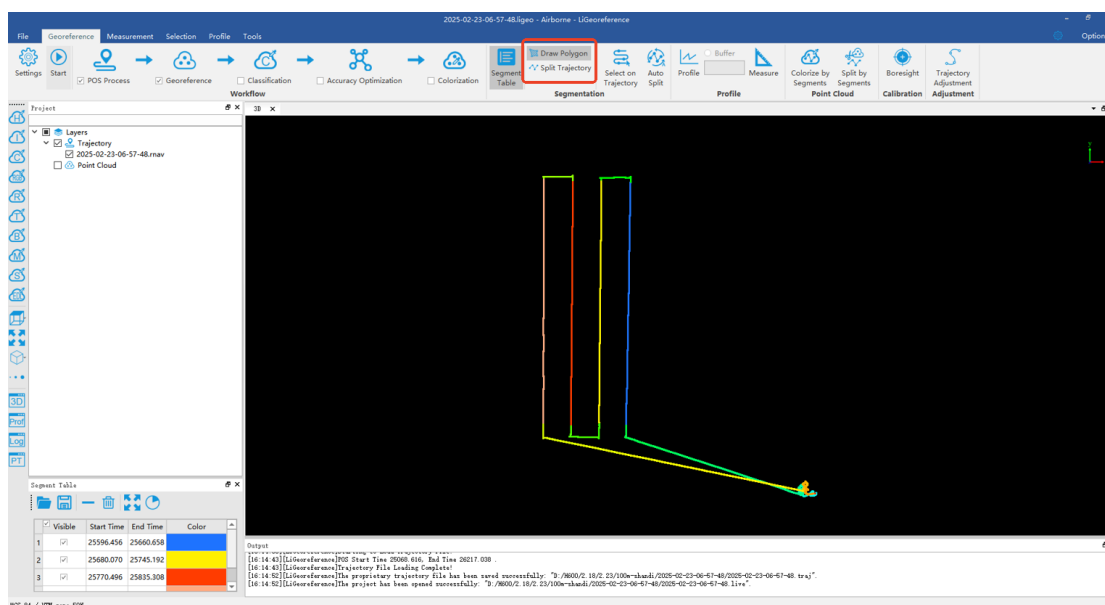 2025-02-23-06-57-48.ligeo - Airborne - LiGeoreference
File Georeference Measurement Selection Profile Tools Option
Settings Start POS Process Georeference Classification Accuracy Optimization Colorization
Segment Table
Draw Polygon
Split Trajectory
Select on Trajectory
Auto Split
Profile
Buffer
Measure
Colorize by Segments
Split by Segments
Boresight
Trajectory Adjustment
Workflow Segmentation Profile Point Cloud Calibration Adjustment
Project
3D
Layers
Trajectory
2025-02-23-06-57-48.rnav
Point Cloud
3D
Prof
Log
PT
Segment Table
Visible Start Time End Time Color
1 25596.456 25660.658
2 25680.070 25745.192
3 25770.496 25835.308
Output
[16:14:43][LiGeoreference]POS Start Time 25068.616, End Time 26217.038 .
[16:14:43][LiGeoreference]Trajectory File Loading Complete!
[16:14:52][LiGeoreference]The proprietary trajectory file has been saved successfully: "D:/M600/2.18/2.23/100m-shandi/2025-02-23-06-57-48/2025-02-23-06-57-48.traj".
[16:14:52][LiGeoreference]The project has been opened successfully: "D:/M600/2.18/2.23/100m-shandi/2025-02-23-06-57-48.live".